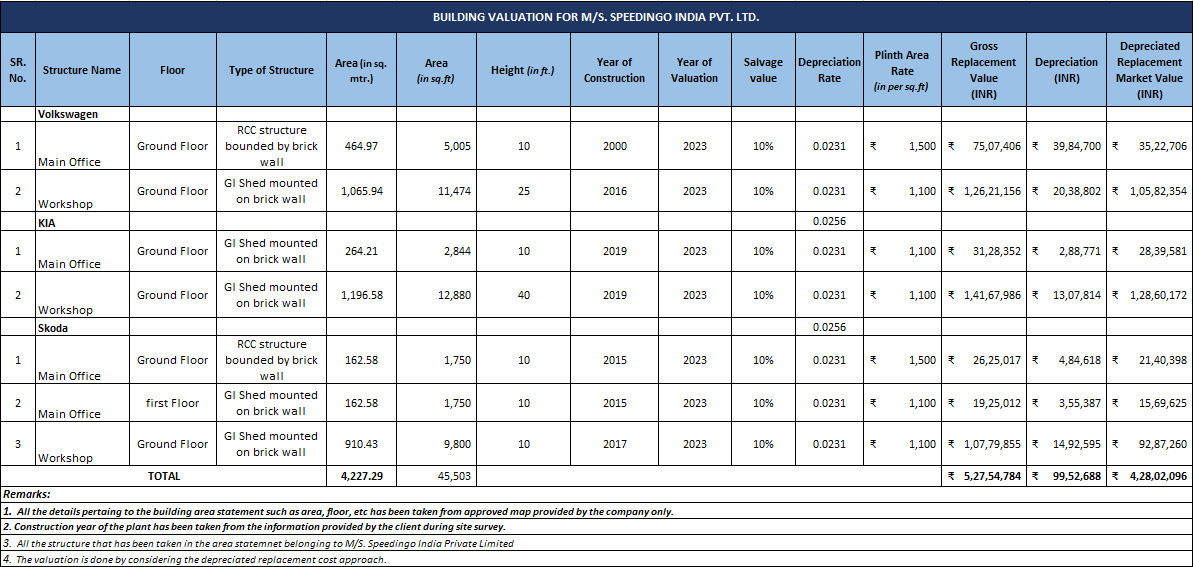 BUILDING VALUATION FOR M/S. SPEEDINGO INDIA PVT. LTD.
SR. No. Structure Name Floor Type of Structure Area (in sq. mtr.) Area (in sq.ft) Height (in ft.) Year of Construction Year of Valuation Salvage value Depreciation Rate Plinth Area Rate (in per sq.ft) Gross Replacement Value (INR) Depreciation (INR) Depreciated Replacement Market Value (INR)
Volkswagen
1 Main Office Ground Floor RCC structure bounded by brick wall 464.97 5,005 10 2000 2023 10% 0.0231 ₹ 1,500 ₹ 75,07,406 ₹ 39,84,700 ₹ 35,22,706
2 Workshop Ground Floor GI Shed mounted on brick wall 1,065.94 11,474 25 2016 2023 10% 0.0231 ₹ 1,100 ₹ 1,26,21,156 ₹ 20,38,802 ₹ 1,05,82,354
KIA 0.0256
1 Main Office Ground Floor GI Shed mounted on brick wall 264.21 2,844 10 2019 2023 10% 0.0231 ₹ 1,100 ₹ 31,28,352 ₹ 2,88,771 ₹ 28,39,581
2 Workshop Ground Floor GI Shed mounted on brick wall 1,196.58 12,880 40 2019 2023 10% 0.0231 ₹ 1,100 ₹ 1,41,67,986 ₹ 13,07,814 ₹ 1,28,60,172
Skoda 0.0256
1 Main Office Ground Floor RCC structure bounded by brick wall 162.58 1,750 10 2015 2023 10% 0.0231 ₹ 1,500 ₹ 26,25,017 ₹ 4,84,618 ₹ 21,40,398
2 Main Office first Floor GI Shed mounted on brick wall 162.58 1,750 10 2015 2023 10% 0.0231 ₹ 1,100 ₹ 19,25,012 ₹ 3,55,387 ₹ 15,69,625
3 Workshop Ground Floor GI Shed mounted on brick wall 910.43 9,800 10 2017 2023 10% 0.0231 ₹ 1,100 ₹ 1,07,79,855 ₹ 14,92,595 ₹ 92,87,260
TOTAL 4,227.29 45,503 ₹ 5,27,54,784 ₹ 99,52,688 ₹ 4,28,02,096
Remarks:
1. All the details pertaining to the building area statement such as area, floor, etc has been taken from approved map provided by the company only.
2. Construction year of the plant has been taken from the information provided by the client during site survey.
3. All the structure that has been taken in the area statemnet belonging to M/S. Speedingo India Private Limited
4. The valuation is done by considering the depreciated replacement cost approach.